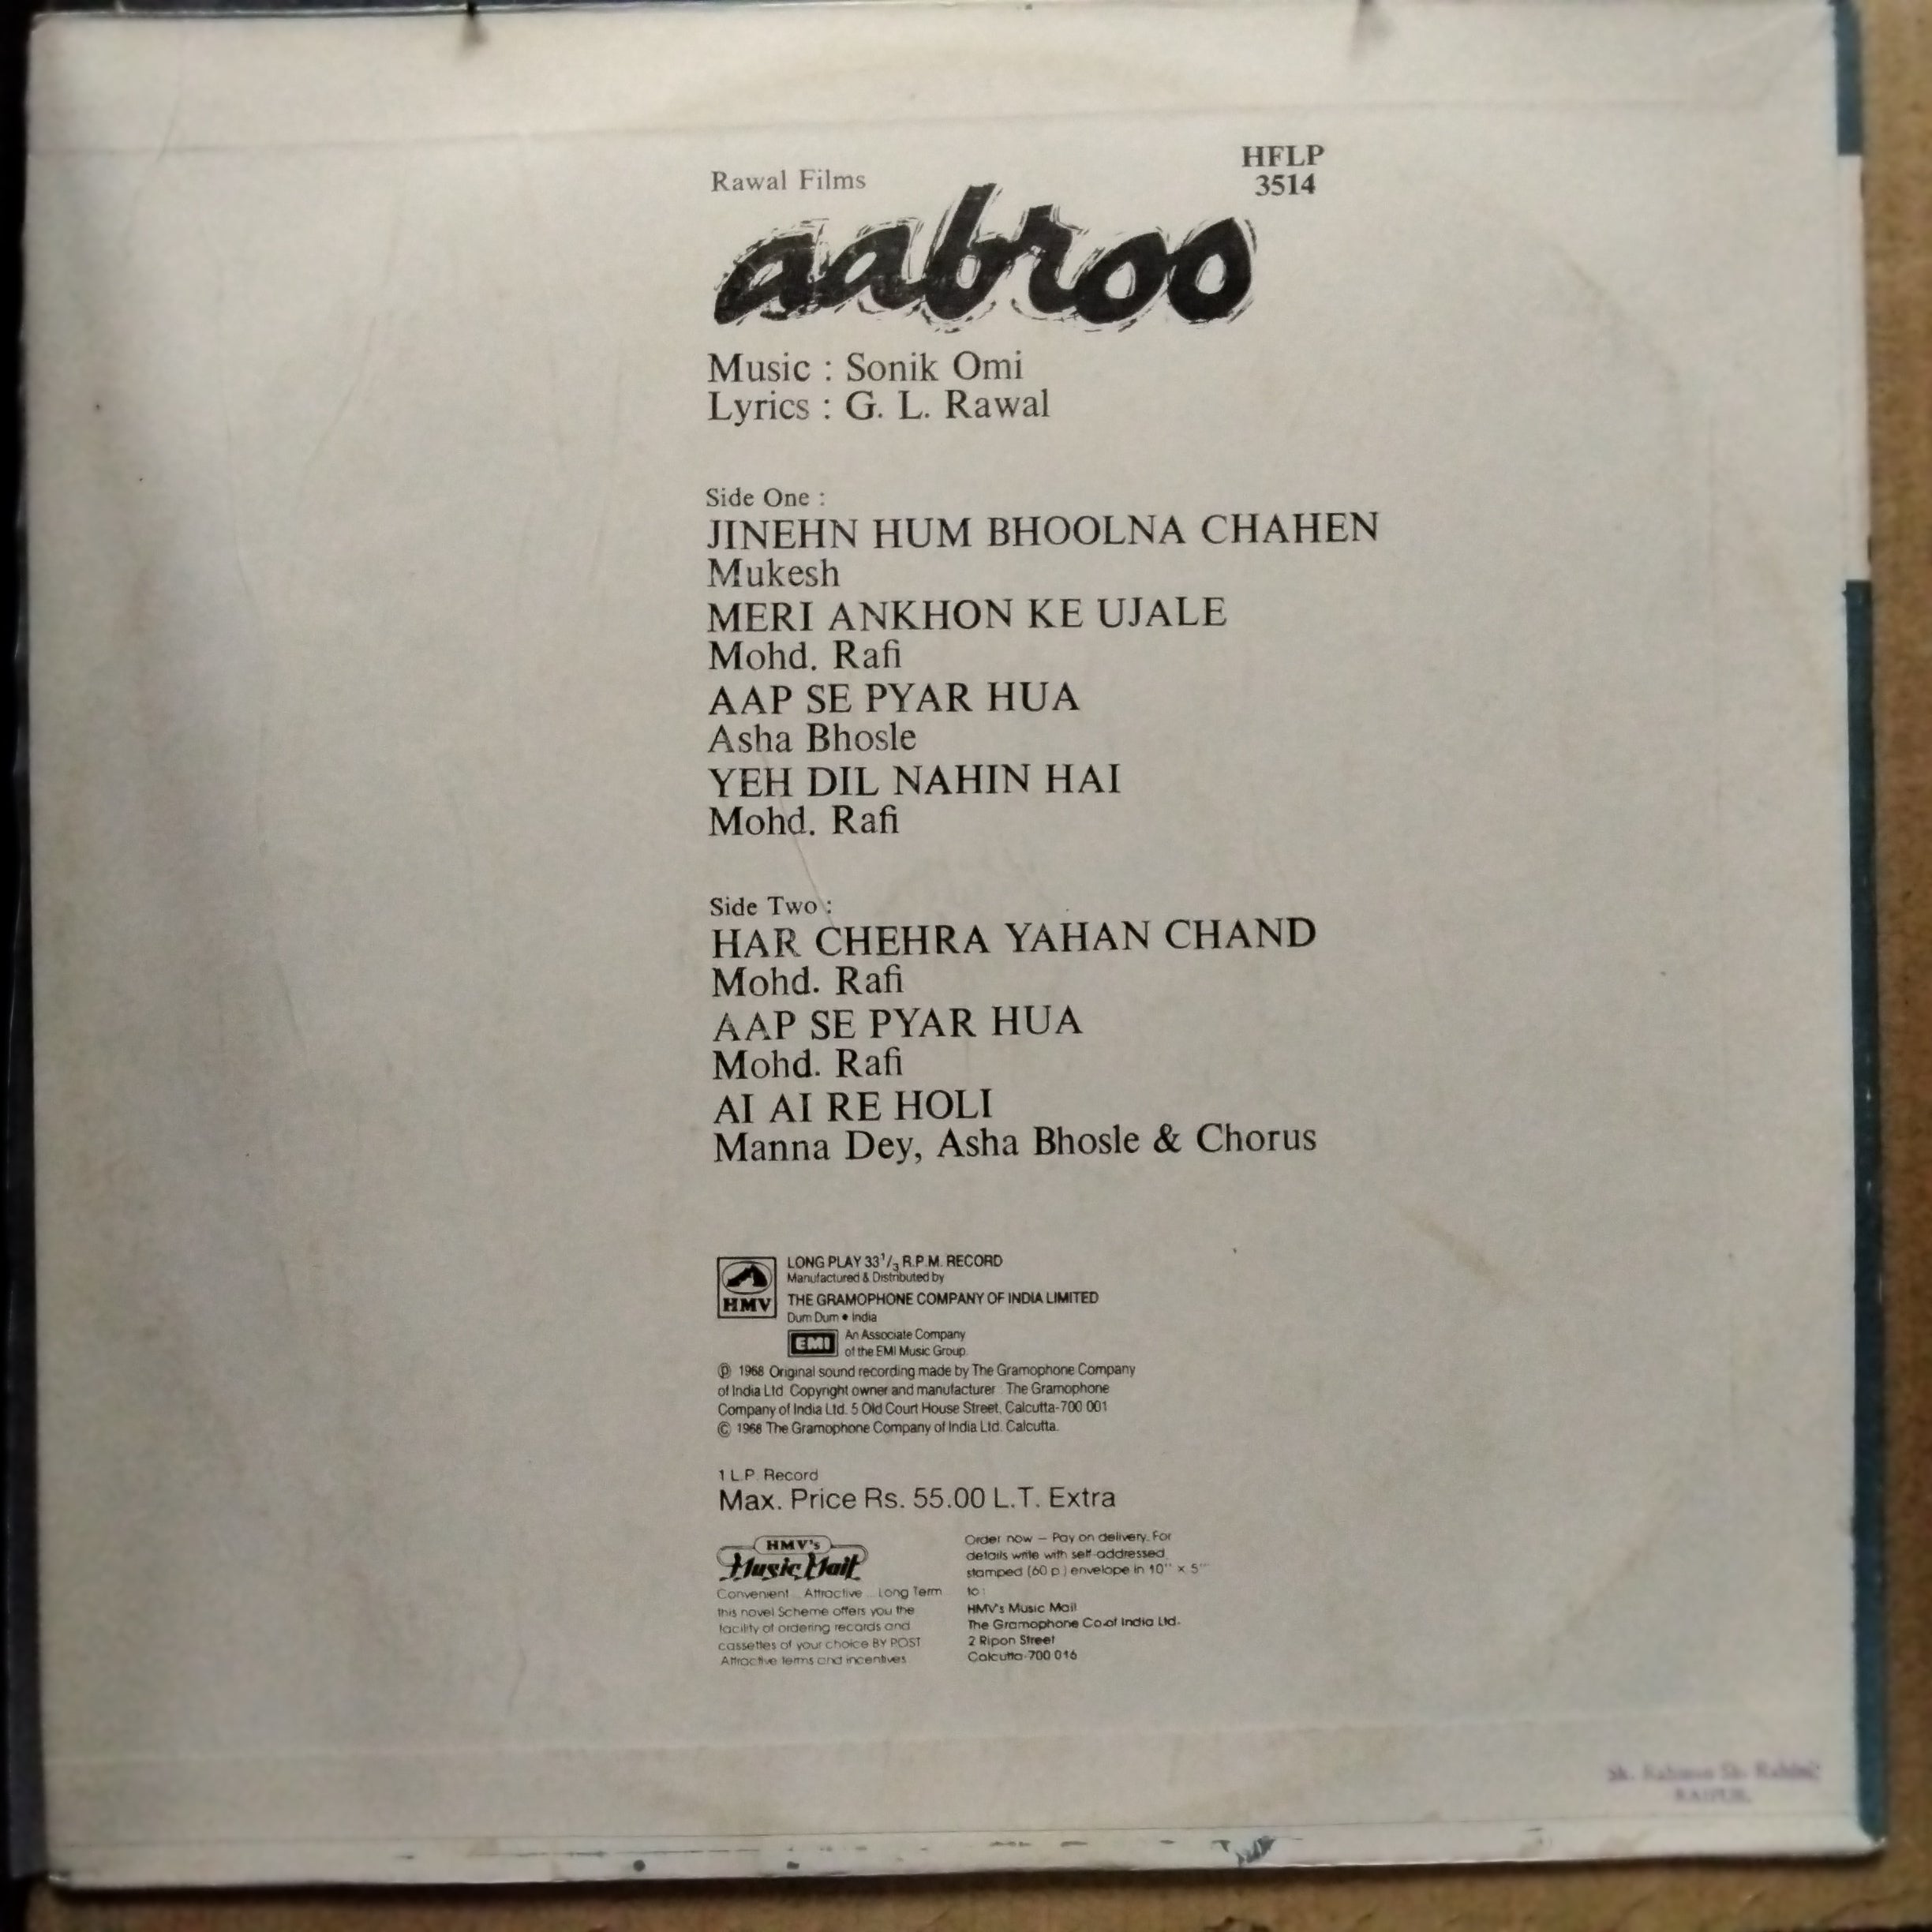 Rawal Films
HFLP
3514
aabroo
Music : Sonik Omi
Lyrics : G. L. Rawal
Side One :
JINEHN HUM BHOOLNA CHAHEN
Mukesh
MERI ANKHON KE UJALE
Mohd. Rafi
AAP SE PYAR HUA
Asha Bhosle
YEH DIL NAHIN HAI
Mohd. Rafi
Side Two :
HAR CHEHRA YAHAN CHAND
Mohd. Rafi
AAP SE PYAR HUA
Mohd. Rafi
AI AI RE HOLI
Manna Dey, Asha Bhosle & Chorus
HMV
LONG PLAY 33 1/3 R.P.M. RECORD
Manufactured & Distributed by
THE GRAMOPHONE COMPANY OF INDIA LIMITED
Dum Dum • India
EMI
An Associate Company
of the EMI Music Group.
℗ 1968 Original sound recording made by The Gramophone Company
of India Ltd. Copyright owner and manufacturer The Gramophone
Company of India Ltd. 5 Old Court House Street, Calcutta-700 001
© 1968 The Gramophone Company of India Ltd. Calcutta.
1 L.P. Record
Max. Price Rs. 55.00 L.T. Extra
HMV's
Music Mail
Convenient... Attractive... Long Term
this novel Scheme offers you the
facility of ordering records and
cassettes of your choice BY POST
Attractive terms and incentives
Order now — Pay on delivery. For
details write with self-addressed
stamped (60 p.) envelope in 10" × 5"
to:
HMV's Music Mail
The Gramophone Co. of India Ltd.
2 Ripon Street
Calcutta-700 016